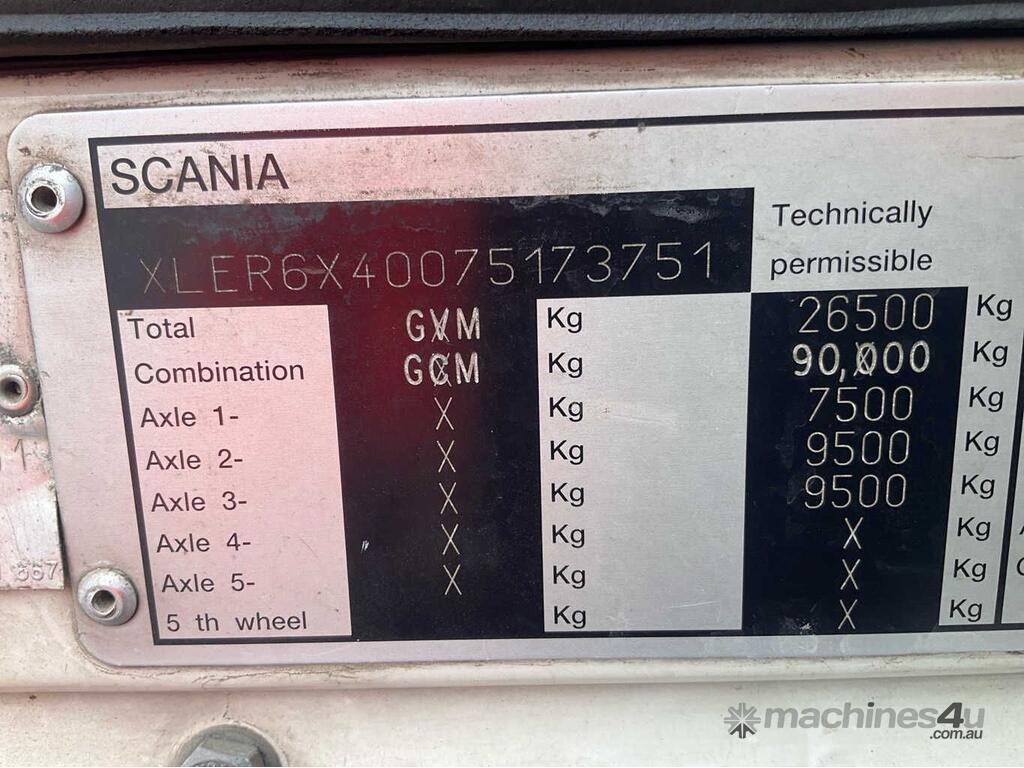 SCANIA
Technically
permissible
XLER6X40075173751
Total GXM Kg 26500 Kg
Combination GCM Kg 90,000 Kg
Axle 1- X Kg 7500 Kg
Axle 2- X Kg 9500 Kg
Axle 3- X Kg 9500 Kg
Axle 4- X Kg X Kg
Axle 5- X Kg X Kg
5 th wheel Kg X Kg
machines4u
.com.au